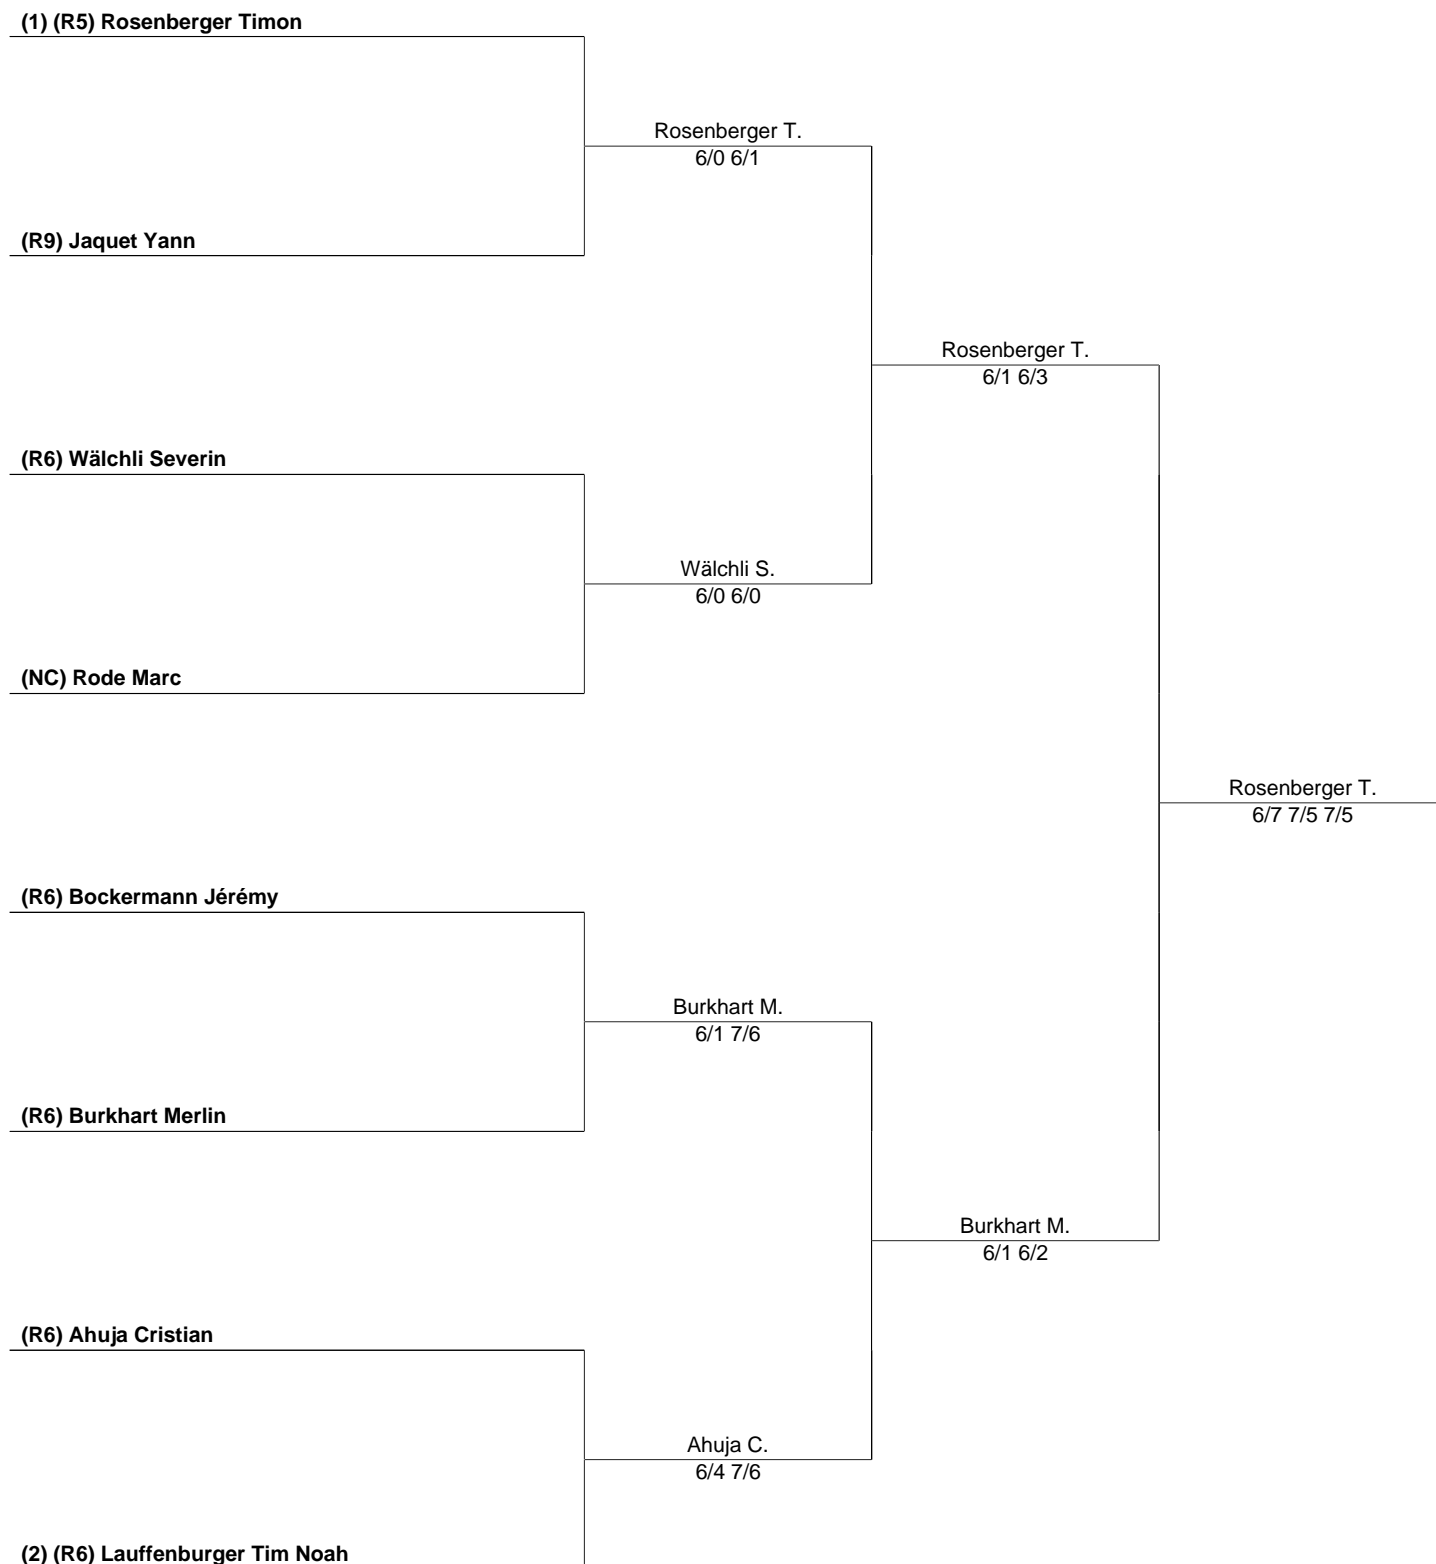 (1) (R5) Rosenberger Timon
Rosenberger T.
6/0 6/1
(R9) Jaquet Yann
Rosenberger T.
6/1 6/3
(R6) Wälchli Severin
Wälchli S.
6/0 6/0
(NC) Rode Marc
Rosenberger T.
6/7 7/5 7/5
(R6) Bockermann Jérémy
Burkhart M.
6/1 7/6
(R6) Burkhart Merlin
Burkhart M.
6/1 6/2
(R6) Ahuja Cristian
Ahuja C.
6/4 7/6
(2) (R6) Lauffenburger Tim Noah